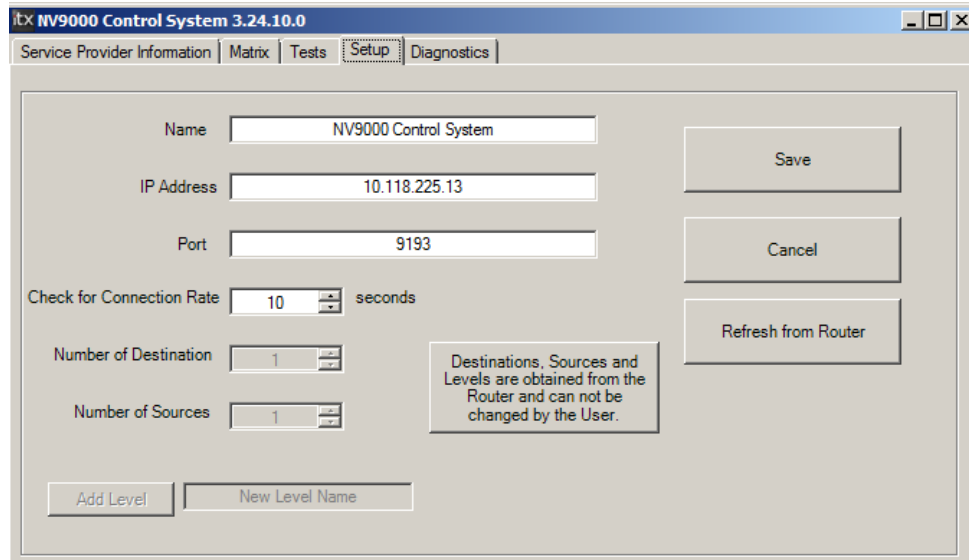 itx NV9000 Control System 3.24.10.0
Service Provider Information Matrix Tests Setup Diagnostics
Name NV9000 Control System
Save
IP Address 10.118.225.13
Port 9193
Cancel
Check for Connection Rate 10 seconds
Refresh from Router
Number of Destination 1
Destinations, Sources and
Levels are obtained from the
Router and can not be
changed by the User.
Number of Sources 1
Add Level New Level Name